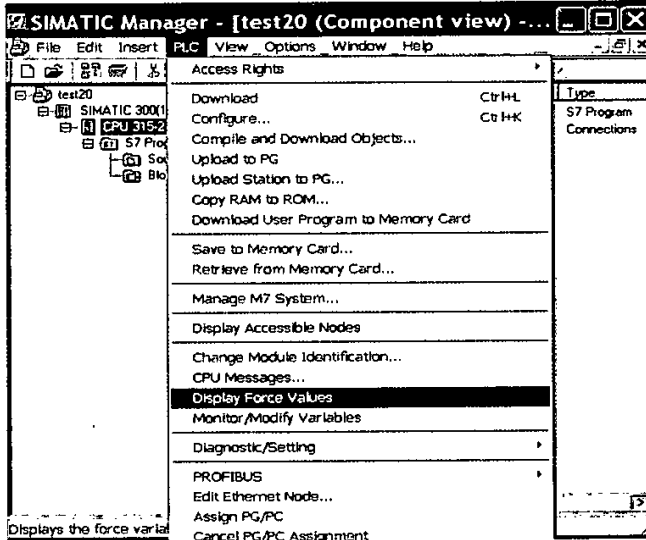 SIMATIC Manager - [test20 (Component view) -...
File Edit Insert PLC View Options Window Help
Access Rights
test20
Download Ctrl+L
Type
SIMATIC 300(1
Configure... Ctrl+K
S7 Program
CPU 315-2
Compile and Download Objects...
Connections
S7 Prog
Upload to PG
Sou
Upload Station to PG...
Blo
Copy RAM to ROM...
Download User Program to Memory Card
Save to Memory Card...
Retrieve from Memory Card...
Manage M7 System...
Display Accessible Nodes
Change Module Identification...
CPU Messages...
Display Force Values
Monitor/Modify Variables
Diagnostic/Setting
PROFIBUS
Edit Ethernet Node...
Assign PG/PC
Displays the force varia
Cancel PG/PC Assignment